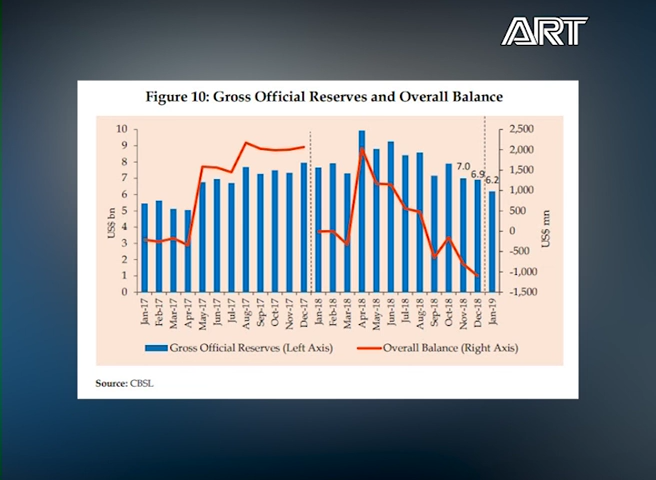 ART
Figure 10: Gross Official Reserves and Overall Balance
10
9
8
7
6
5
4
3
2
1
0
US$ bn
2,500
2,000
1,500
1,000
500
0
-500
-1,000
-1,500
US$ mn
7.0
6.9
6.2
Jan-17
Feb-17
Mar-17
Apr-17
May-17
Jun-17
Jul-17
Aug-17
Sep-17
Oct-17
Nov-17
Dec-17
Jan-18
Feb-18
Mar-18
Apr-18
May-18
Jun-18
Jul-18
Aug-18
Sep-18
Oct-18
Nov-18
Dec-18
Jan-19
Gross Official Reserves (Left Axis)
Overall Balance (Right Axis)
Source: CBSL